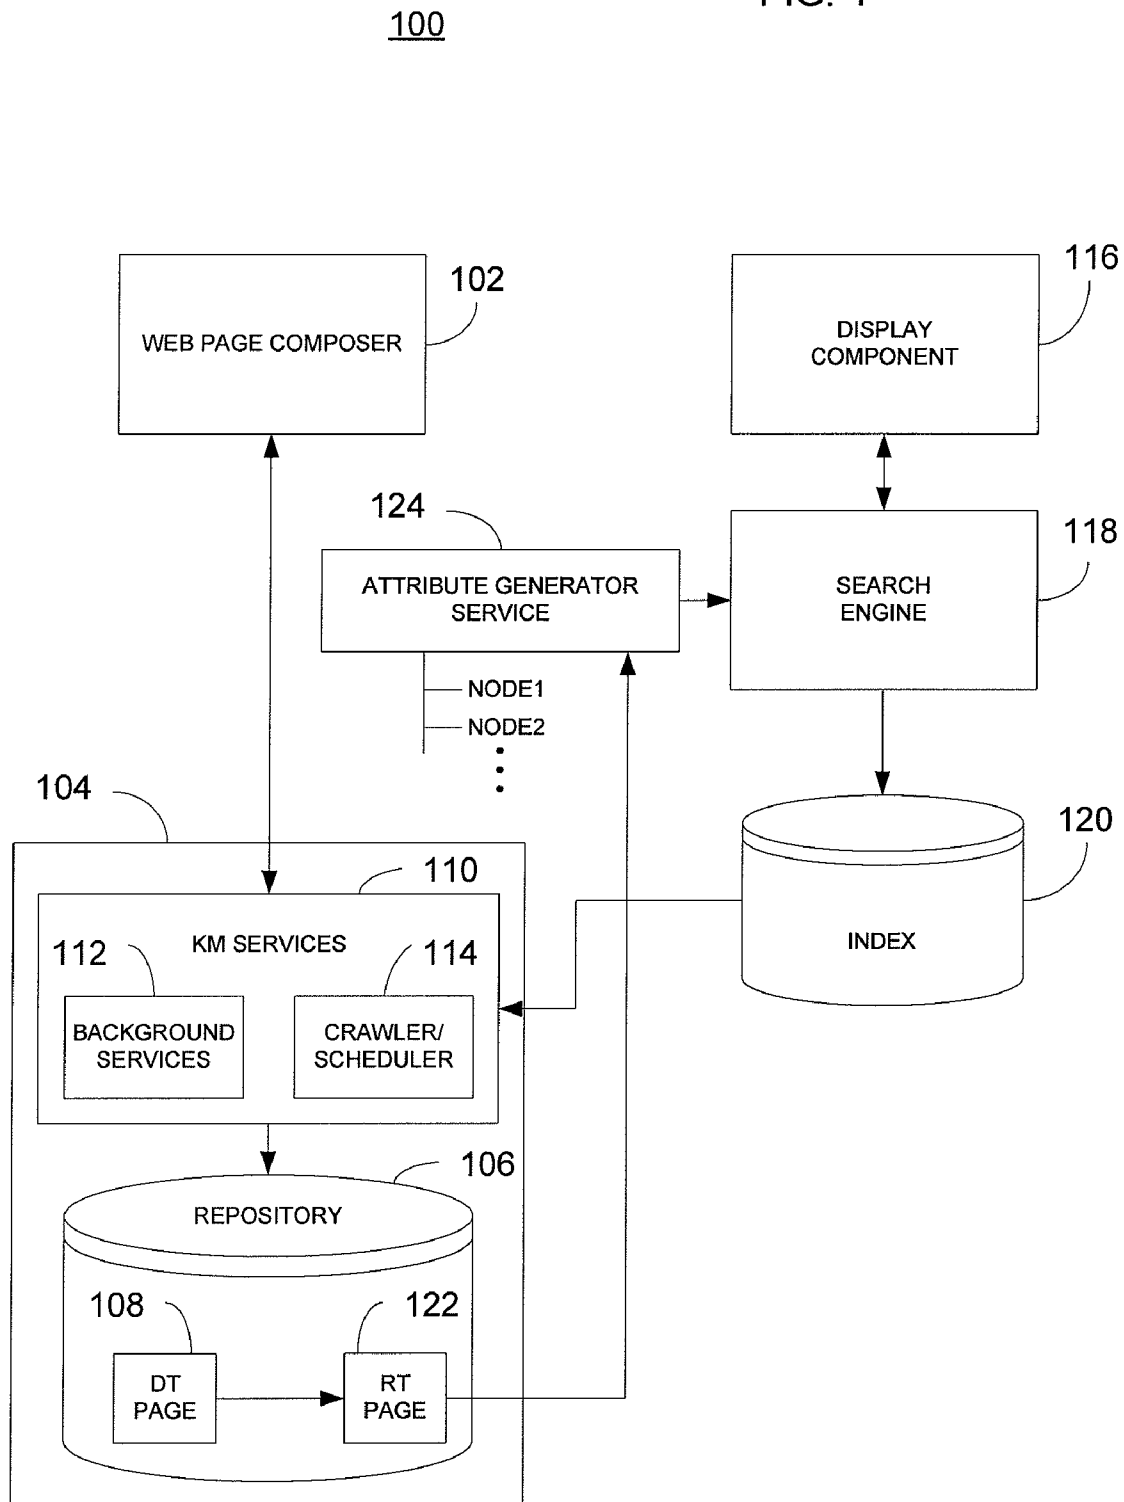 100
102
WEB PAGE COMPOSER
116
DISPLAY
COMPONENT
124
ATTRIBUTE GENERATOR
SERVICE
NODE1
NODE2
118
SEARCH
ENGINE
104
110
KM SERVICES
112
BACKGROUND
SERVICES
114
CRAWLER/
SCHEDULER
120
INDEX
106
REPOSITORY
108
DT
PAGE
122
RT
PAGE